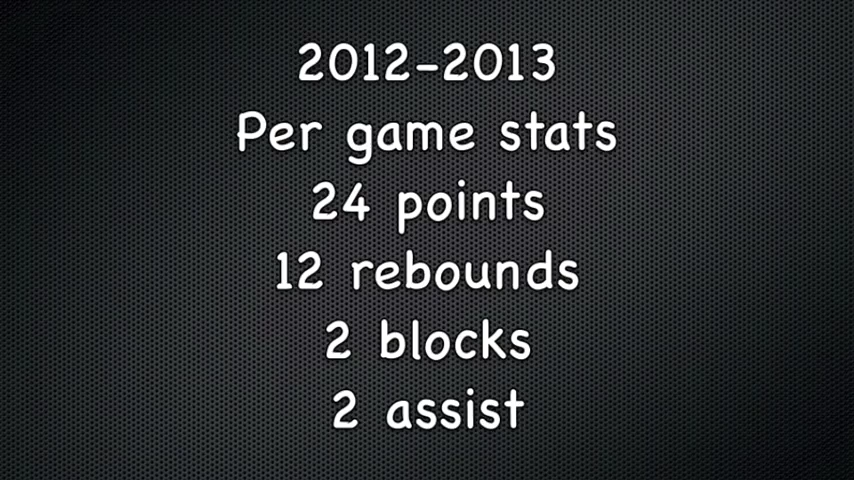 2012-2013
Per game stats
24 points
12 rebounds
2 blocks
2 assist